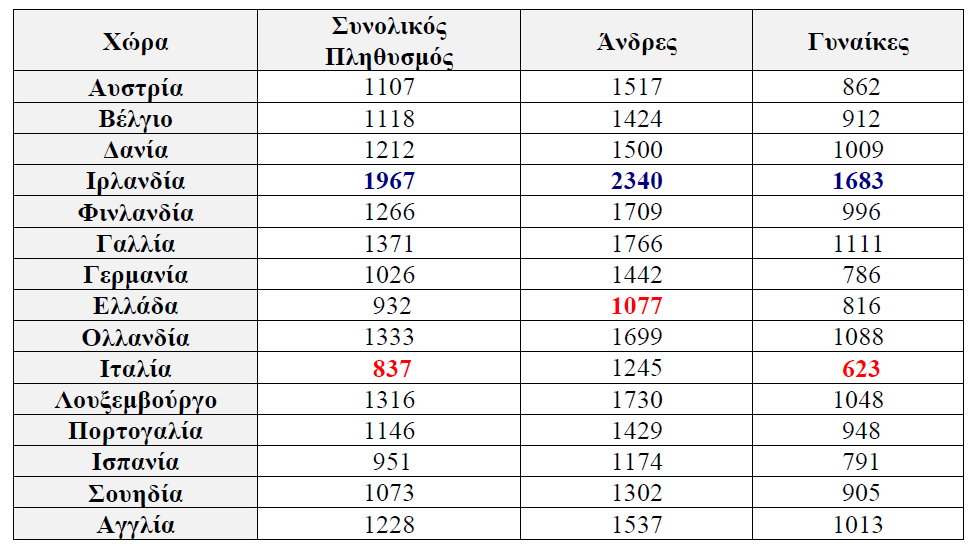 Χώρα Συνολικός Πληθυσμός Άνδρες Γυναίκες
Αυστρία 1107 1517 862
Βέλγιο 1118 1424 912
Δανία 1212 1500 1009
Ιρλανδία 1967 2340 1683
Φινλανδία 1266 1709 996
Γαλλία 1371 1766 1111
Γερμανία 1026 1442 786
Ελλάδα 932 1077 816
Ολλανδία 1333 1699 1088
Ιταλία 837 1245 623
Λουξεμβούργο 1316 1730 1048
Πορτογαλία 1146 1429 948
Ισπανία 951 1174 791
Σουηδία 1073 1302 905
Αγγλία 1228 1537 1013